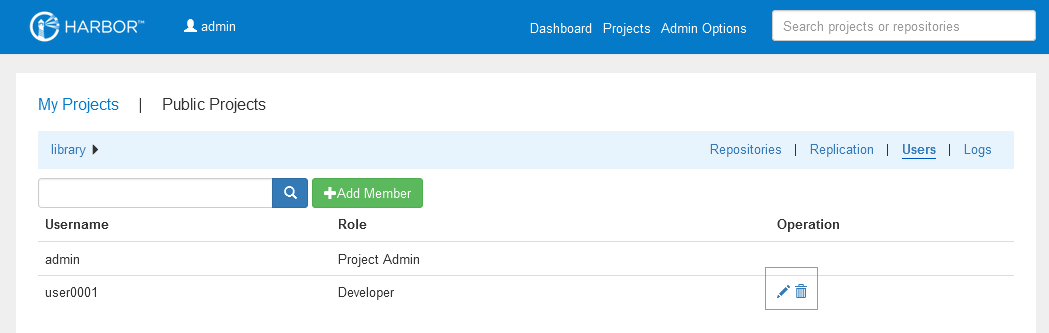 HARBOR™ admin Dashboard Projects Admin Options Search projects or repositories
My Projects | Public Projects
library Repositories | Replication | Users | Logs
Add Member
Username Role Operation
admin Project Admin
user0001 Developer